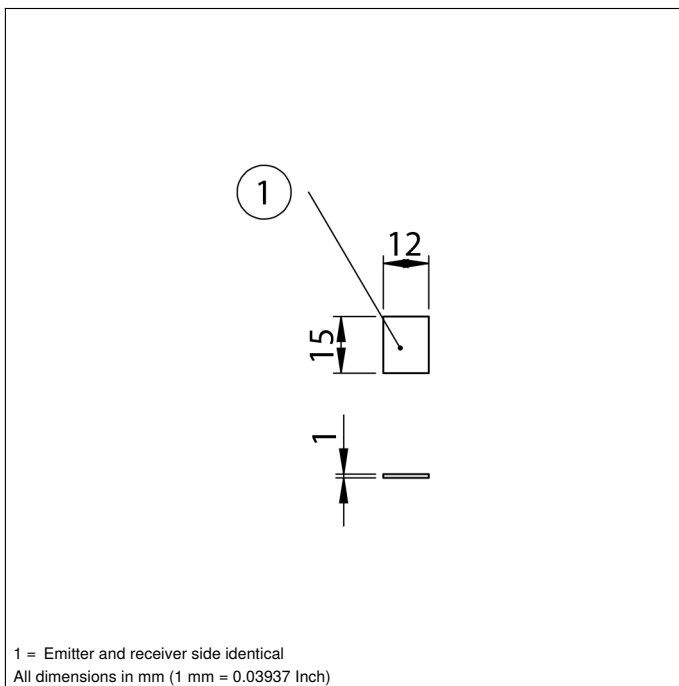 1
12
15
1
1 = Emitter and receiver side identical
All dimensions in mm (1 mm = 0.03937 Inch)